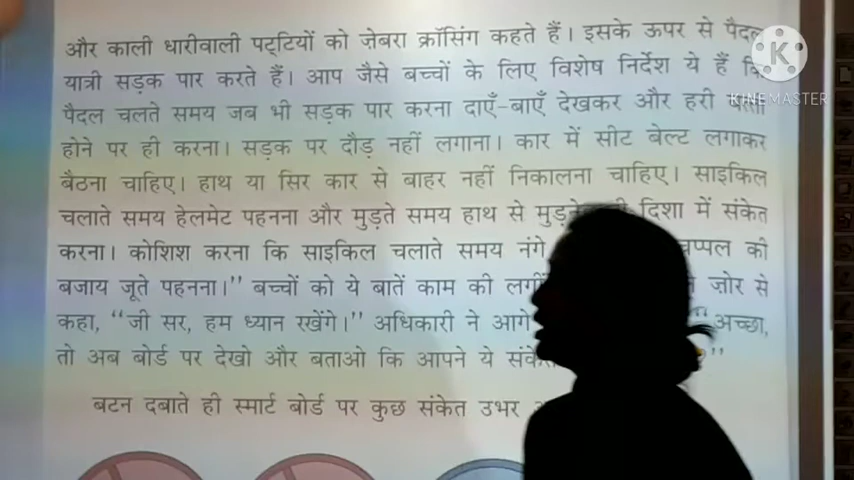 और काली धारीवाली पट्टियों को ज़ेबरा क्रॉसिंग कहते हैं। इसके ऊपर से पैदल
यात्री सड़क पार करते हैं। आप जैसे बच्चों के लिए विशेष निर्देश ये हैं
पैदल चलते समय जब भी सड़क पार करना दाएँ-बाएँ देखकर और हरी
होने पर ही करना। सड़क पर दौड़ नहीं लगाना। कार में सीट बेल्ट लगाकर
बैठना चाहिए। हाथ या सिर कार से बाहर नहीं निकालना चाहिए। साइकिल
चलाते समय हेलमेट पहनना और मुड़ते समय हाथ से दिशा में संकेत
करना। कोशिश करना कि साइकिल चलाते समय नंगे चप्पल की
बजाय जूते पहनना।” बच्चों को ये बातें काम की लगीं ज़ोर से
कहा, “जी सर, हम ध्यान रखेंगे।” अधिकारी ने आगे “अच्छा,
तो अब बोर्ड पर देखो और बताओ कि आपने ये ”
बटन दबाते ही स्मार्ट बोर्ड पर कुछ संकेत उभर
KINEMASTER